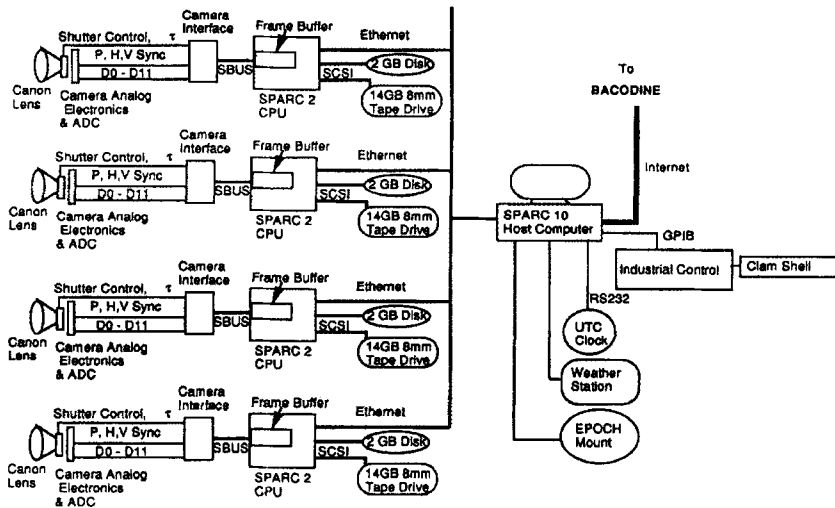 Shutter Control, τ
P, H,V Sync
D0 - D11
Canon
Lens
Camera Analog
Electronics
& ADC
Camera
Interface
SBUS
Frame Buffer
SPARC 2
CPU
Ethernet
SCSI
2 GB Disk
14GB 8mm
Tape Drive
Shutter Control, τ
P, H,V Sync
D0 - D11
Canon
Lens
Camera Analog
Electronics
& ADC
Camera
Interface
SBUS
Frame Buffer
SPARC 2
CPU
Ethernet
SCSI
2 GB Disk
14GB 8mm
Tape Drive
Shutter Control, τ
P, H,V Sync
D0 - D11
Canon
Lens
Camera Analog
Electronics
& ADC
Camera
Interface
SBUS
Frame Buffer
SPARC 2
CPU
Ethernet
SCSI
2 GB Disk
14GB 8mm
Tape Drive
Shutter Control, τ
P, H,V Sync
D0 - D11
Canon
Lens
Camera Analog
Electronics
& ADC
Camera
Interface
SBUS
Frame Buffer
SPARC 2
CPU
Ethernet
SCSI
2 GB Disk
14GB 8mm
Tape Drive
To
BACODINE
Internet
SPARC 10
Host Computer
GPIB
Industrial Control
Clam Shell
RS232
UTC
Clock
Weather
Station
EPOCH
Mount